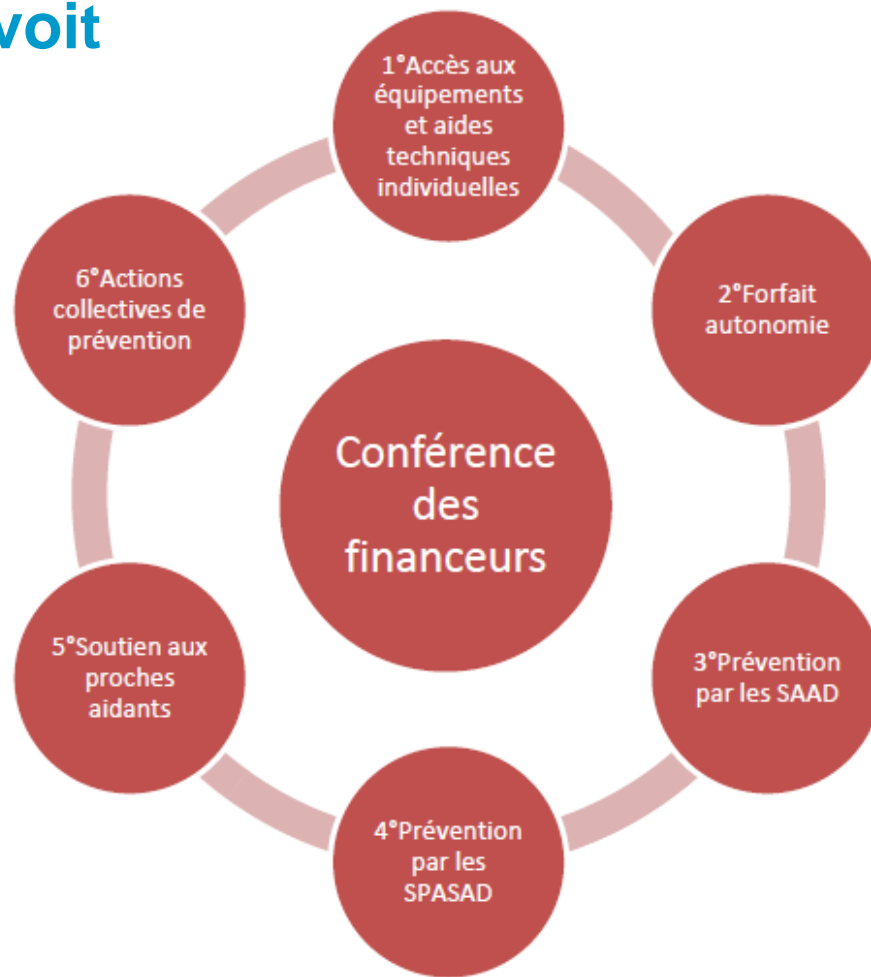 voit
1°Accès aux
équipements
et aides
techniques
individuelles
2°Forfait
autonomie
3°Prévention
par les SAAD
4°Prévention
par les
SPASAD
5°Soutien aux
proches
aidants
6°Actions
collectives de
prévention
Conférence
des
financeurs